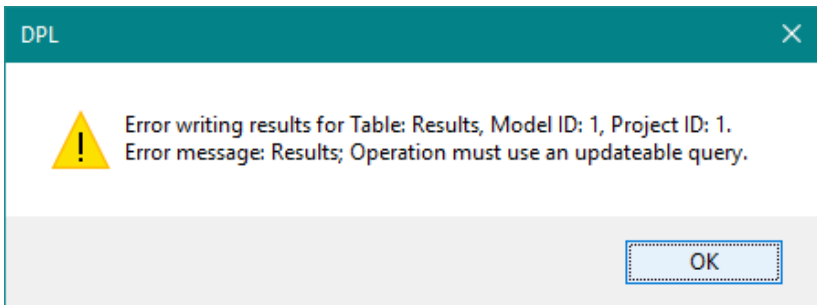 DPL
Error writing results for Table: Results, Model ID: 1, Project ID: 1.
Error message: Results; Operation must use an updateable query.
OK